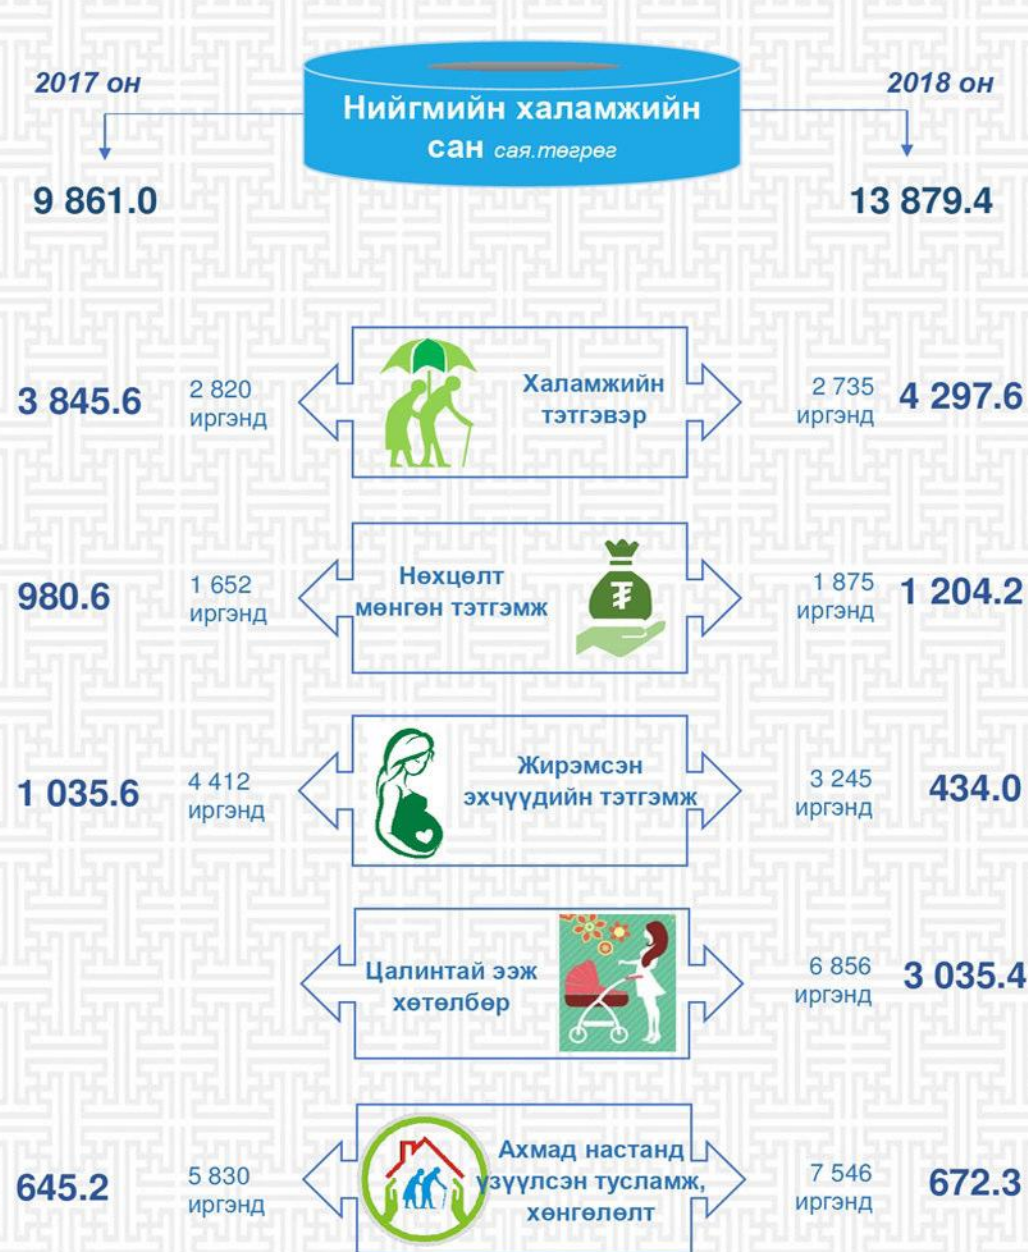 2017 он
2018 он
Нийгмийн халамжийн
сан сая.төгрөг
9 861.0
13 879.4
3 845.6
2 820
иргэнд
Халамжийн
тэтгэвэр
2 735
иргэнд
4 297.6
980.6
1 652
иргэнд
Нөхцөлт
мөнгөн тэтгэмж
₮
1 875
иргэнд
1 204.2
1 035.6
4 412
иргэнд
Жирэмсэн
эхчүүдийн тэтгэмж
3 245
иргэнд
434.0
Цалинтай ээж
хөтөлбөр
6 856
иргэнд
3 035.4
645.2
5 830
иргэнд
Ахмад настанд
үзүүлсэн тусламж,
хөнгөлөлт
7 546
иргэнд
672.3